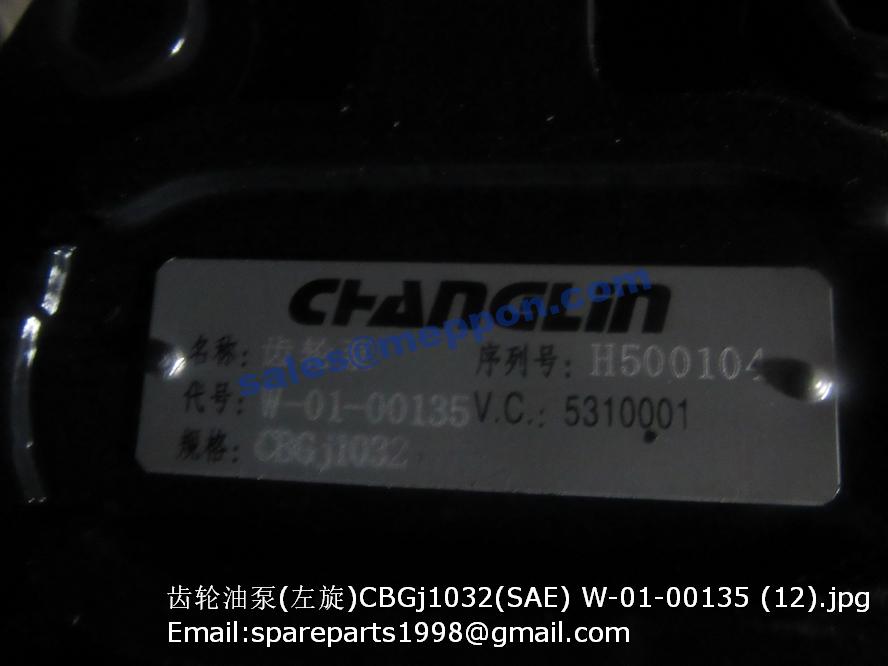 CHANGLIN
名称: 齿轮
序列号: H500104
代号: W-01-00135 V.C.: 5310001
规格: CBGj1032
sales@meppon.com
齿轮油泵(左旋)CBGj1032(SAE) W-01-00135 (12).jpg
Email:spareparts1998@gmail.com